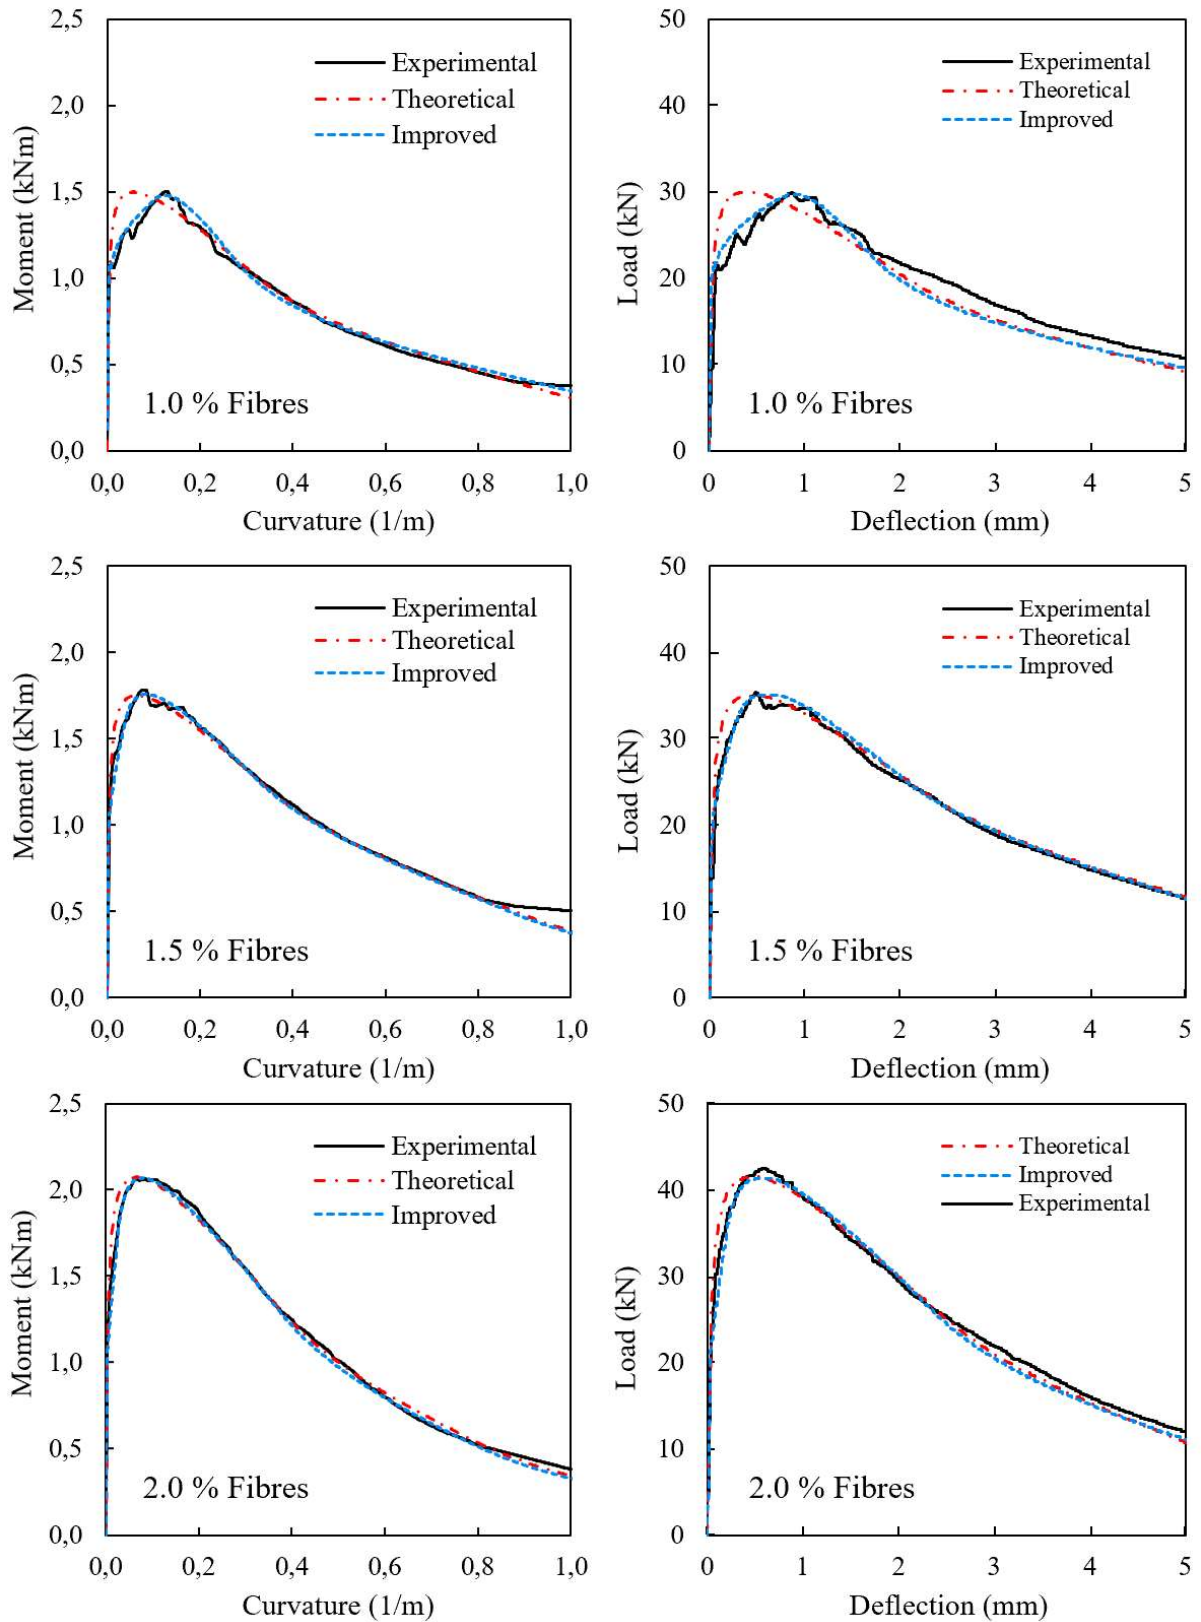 2,5
2,0
1,5
1,0
0,5
0,0
Moment (kNm)
Experimental
Theoretical
Improved
1.0 % Fibres
0,0 0,2 0,4 0,6 0,8 1,0
Curvature (1/m)
50
40
30
20
10
0
Load (kN)
Experimental
Theoretical
Improved
1.0 % Fibres
0 1 2 3 4 5
Deflection (mm)
2,5
2,0
1,5
1,0
0,5
0,0
Moment (kNm)
Experimental
Theoretical
Improved
1.5 % Fibres
0,0 0,2 0,4 0,6 0,8 1,0
Curvature (1/m)
50
40
30
20
10
0
Load (kN)
Experimental
Theoretical
Improved
1.5 % Fibres
0 1 2 3 4 5
Deflection (mm)
2,5
2,0
1,5
1,0
0,5
0,0
Moment (kNm)
Experimental
Theoretical
Improved
2.0 % Fibres
0,0 0,2 0,4 0,6 0,8 1,0
Curvature (1/m)
50
40
30
20
10
0
Load (kN)
Theoretical
Improved
Experimental
2.0 % Fibres
0 1 2 3 4 5
Deflection (mm)